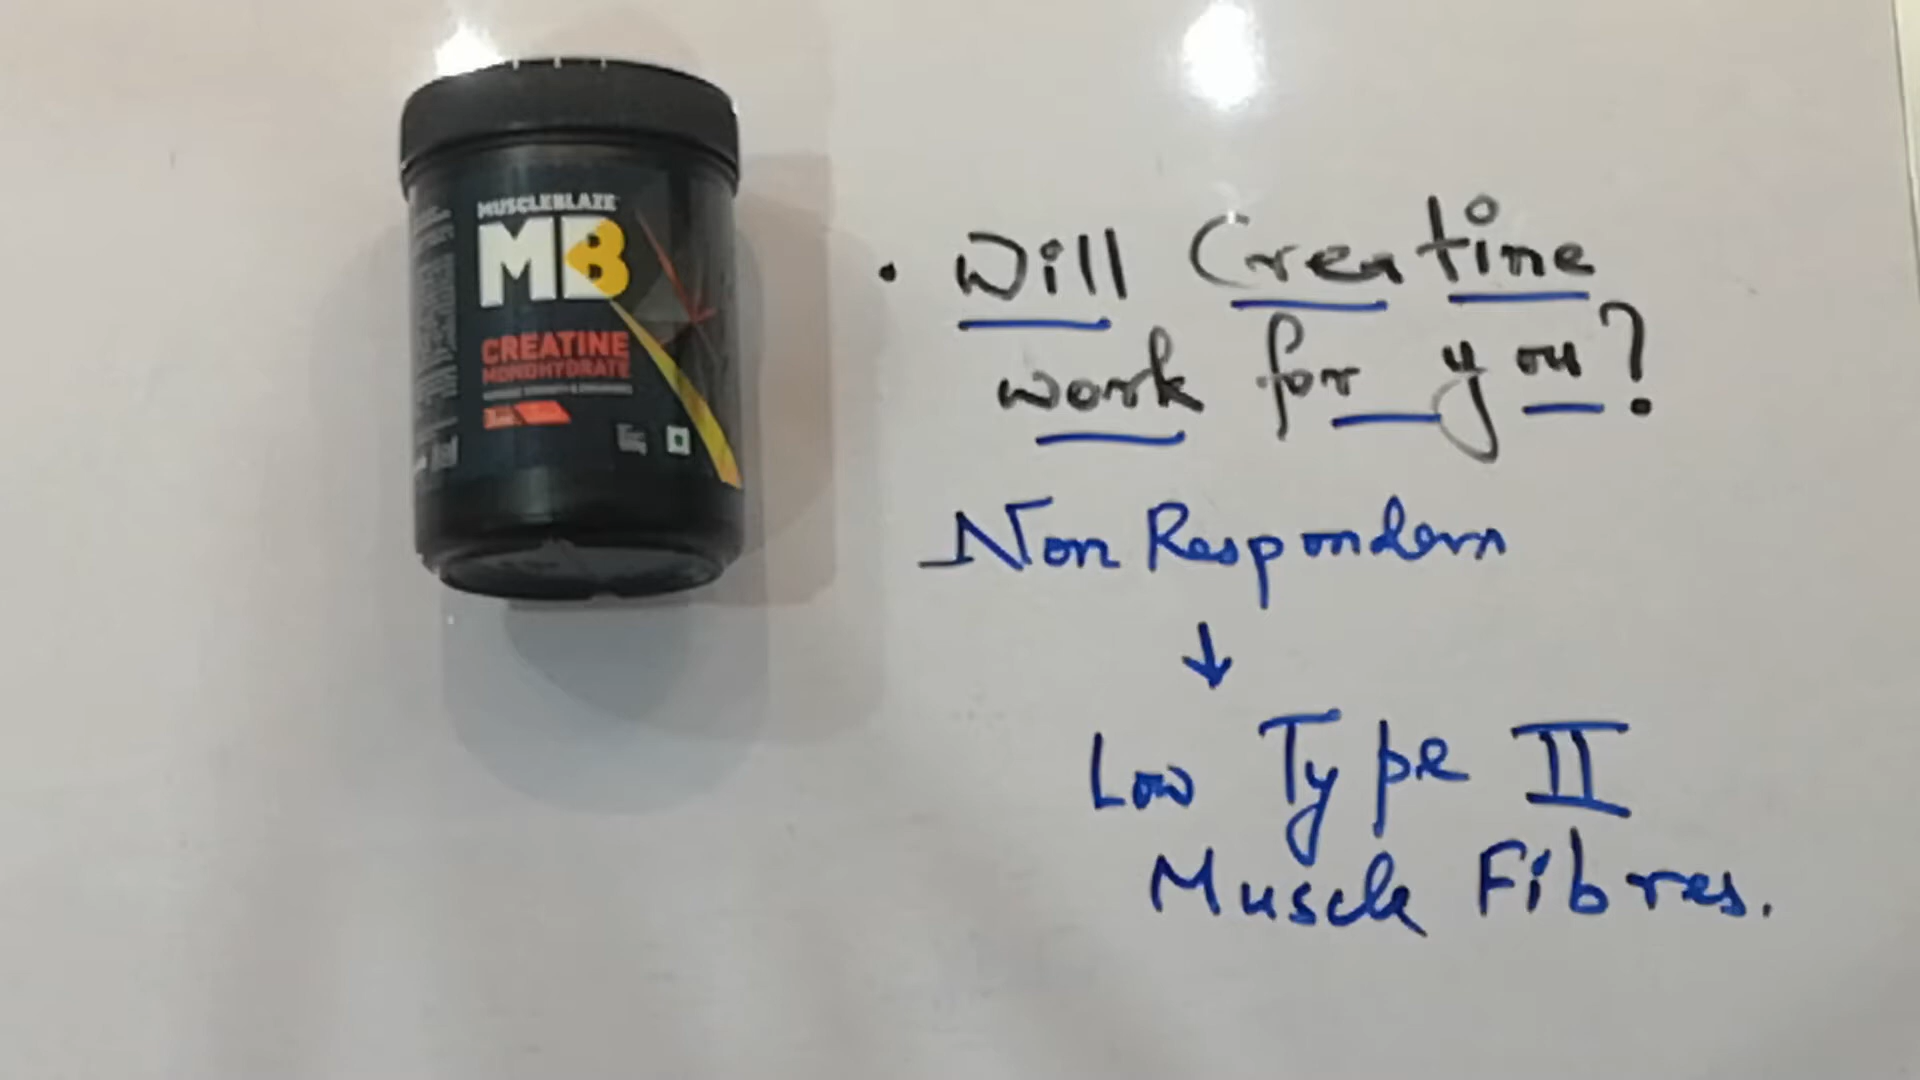 MUSCLEBLAZE
MB
CREATINE
MONOHYDRATE
• Will Creatine
work for you?
Non Responders
↓
Low Type II
Muscle Fibres.